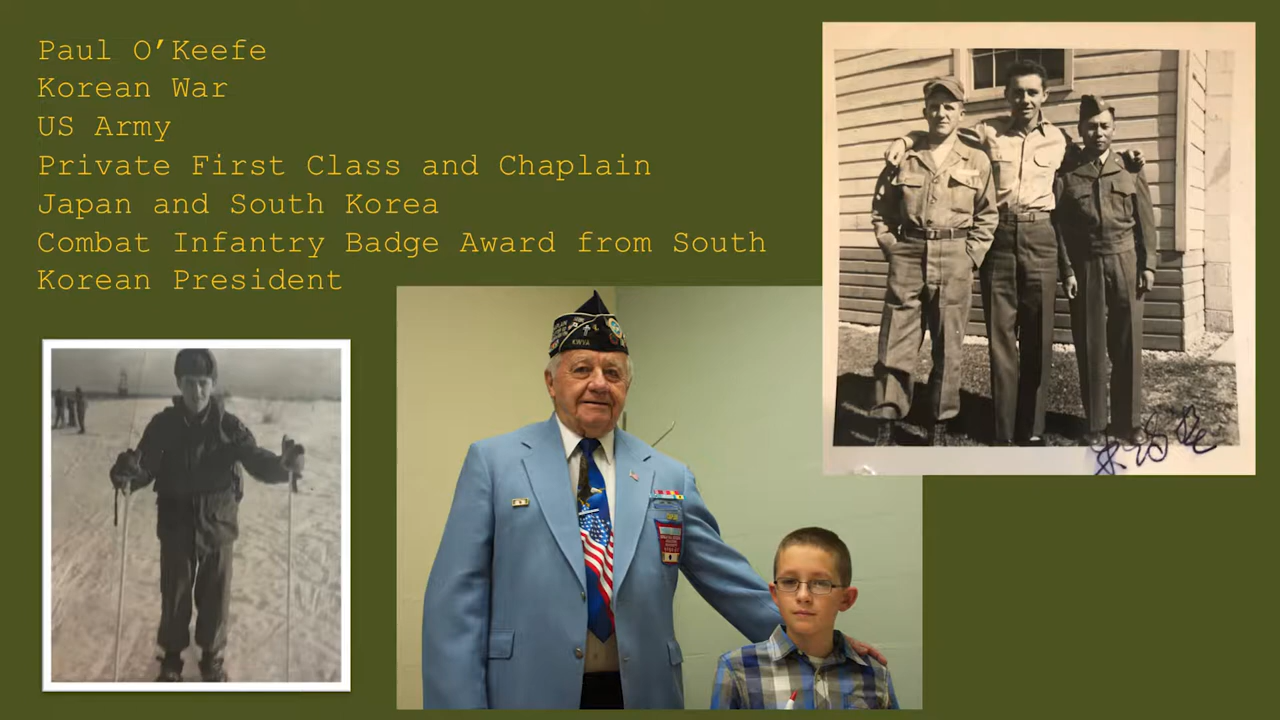 Paul O’Keefe
Korean War
US Army
Private First Class and Chaplain
Japan and South Korea
Combat Infantry Badge Award from South
Korean President
KWVA